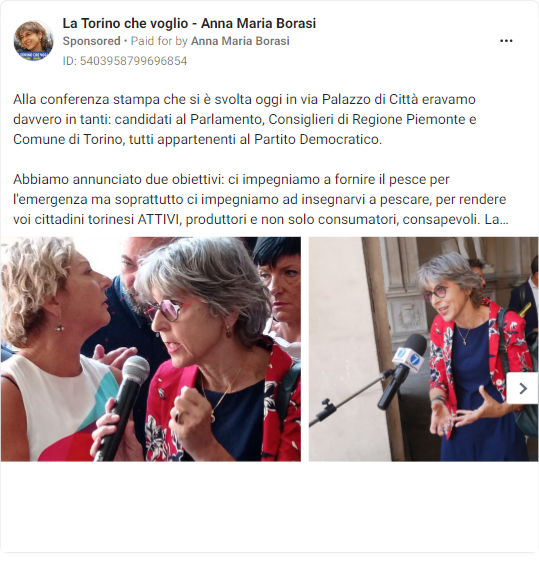 La Torino che voglio - Anna Maria Borasi
Sponsored • Paid for by Anna Maria Borasi
ID: 5403958799696854
Alla conferenza stampa che si è svolta oggi in via Palazzo di Città eravamo
davvero in tanti: candidati al Parlamento, Consiglieri di Regione Piemonte e
Comune di Torino, tutti appartenenti al Partito Democratico.
Abbiamo annunciato due obiettivi: ci impegniamo a fornire il pesce per
l'emergenza ma soprattutto ci impegniamo ad insegnarvi a pescare, per rendere
voi cittadini torinesi ATTIVI, produttori e non solo consumatori, consapevoli. La...